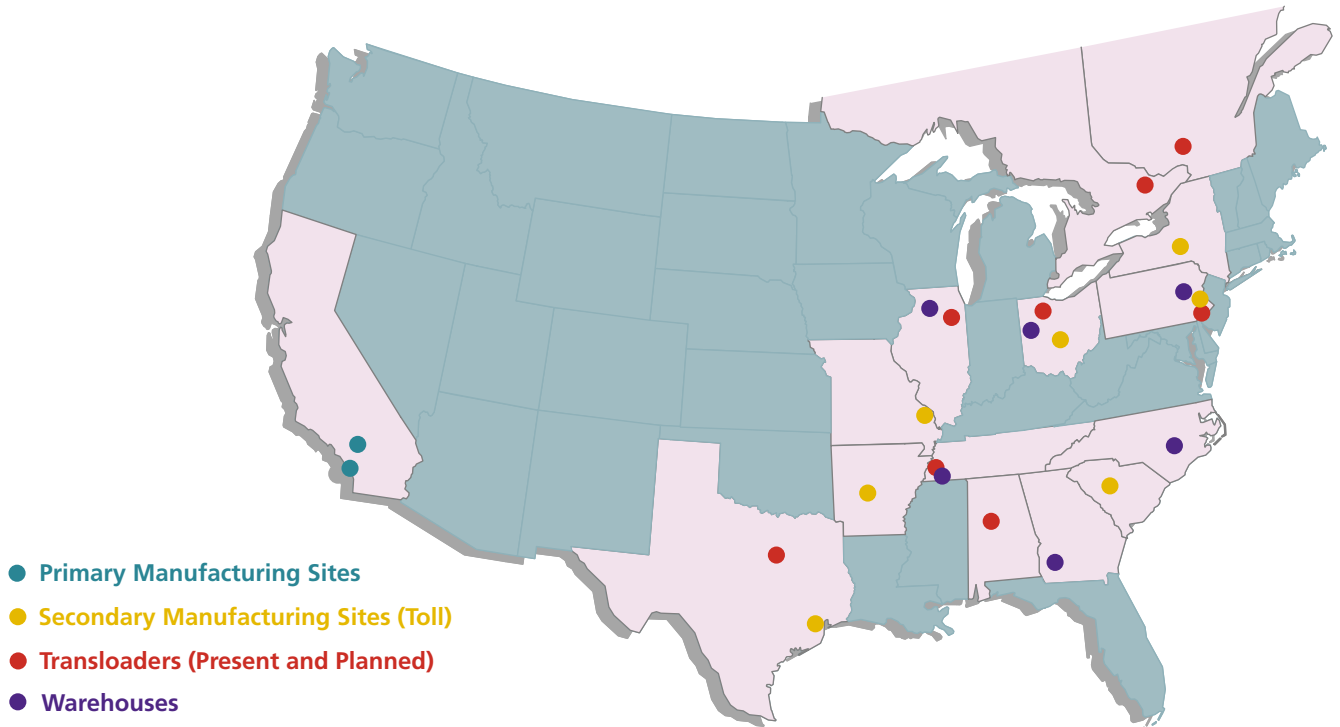 Primary Manufacturing Sites
Secondary Manufacturing Sites (Toll)
Transloaders (Present and Planned)
Warehouses